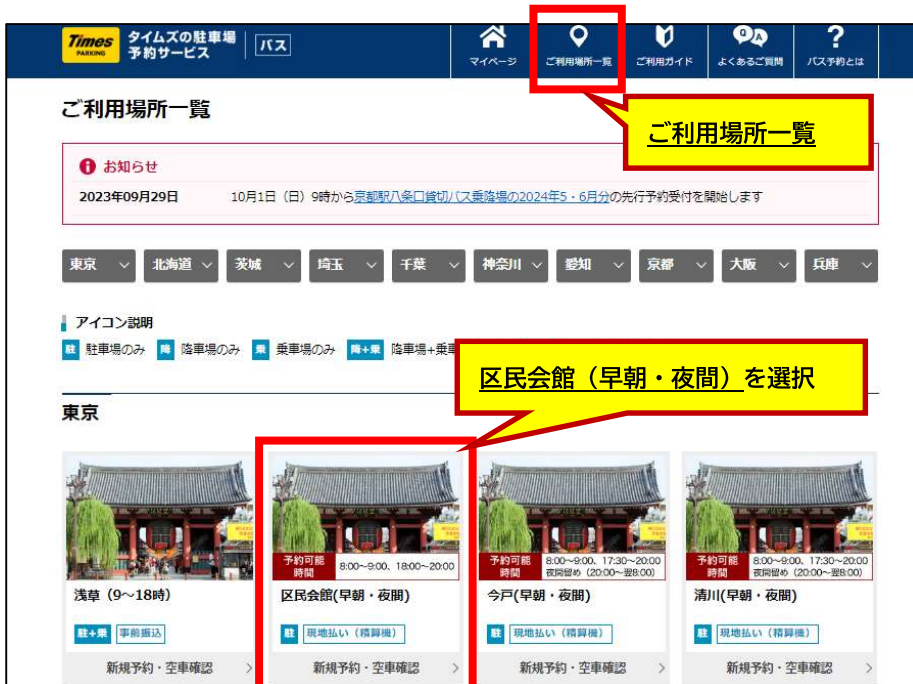 Times PARKING タイムズの駐車場予約サービス バス
マイページ ご利用場所一覧 ご利用ガイド よくあるご質問 バス予約とは
ご利用場所一覧
ご利用場所一覧
お知らせ
2023年09月29日 10月1日（日）9時から京都駅八条口貸切バス乗降場の2024年5・6月分の先行予約受付を開始します
東京 北海道 茨城 埼玉 千葉 神奈川 愛知 京都 大阪 兵庫
アイコン説明
駐 駐車場のみ 降 降車場のみ 乗 乗車場のみ 降+乗 降車場+乗車
区民会館（早朝・夜間）を選択
東京
予約可能時間 8:00～9:00、18:00～20:00
予約可能時間 8:00～9:00、17:30～20:00 夜間留め（20:00～翌8:00）
予約可能時間 8:00～9:00、17:30～20:00 夜間留め（20:00～翌8:00）
浅草（9～18時） 区民会館(早朝・夜間) 今戸(早朝・夜間) 清川(早朝・夜間)
駐+乗 事前振込 駐 現地払い（精算機） 駐 現地払い（精算機） 駐 現地払い（精算機）
新規予約・空車確認 新規予約・空車確認 新規予約・空車確認 新規予約・空車確認